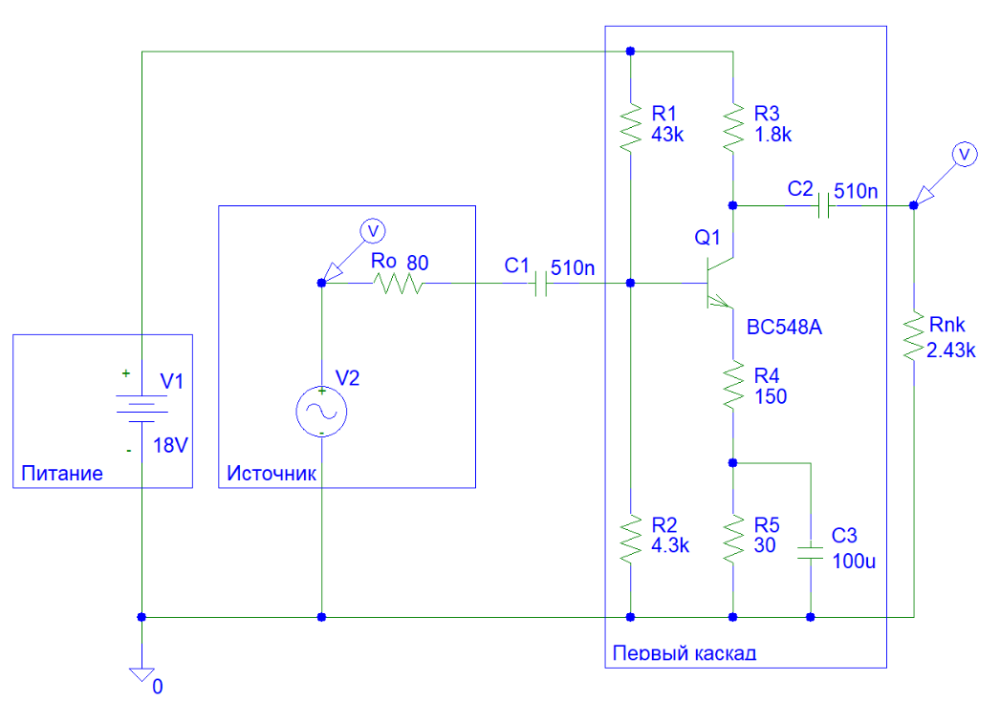 R1
43k
R3
1.8k
V
C2 510n
V
Q1
Ro 80
C1 510n
BC548A
Rnk
2.43k
+
V1
18V
-
Питание
V2
+
-
Источник
R4
150
R2
4.3k
R5
30
C3
100u
Первый каскад
0